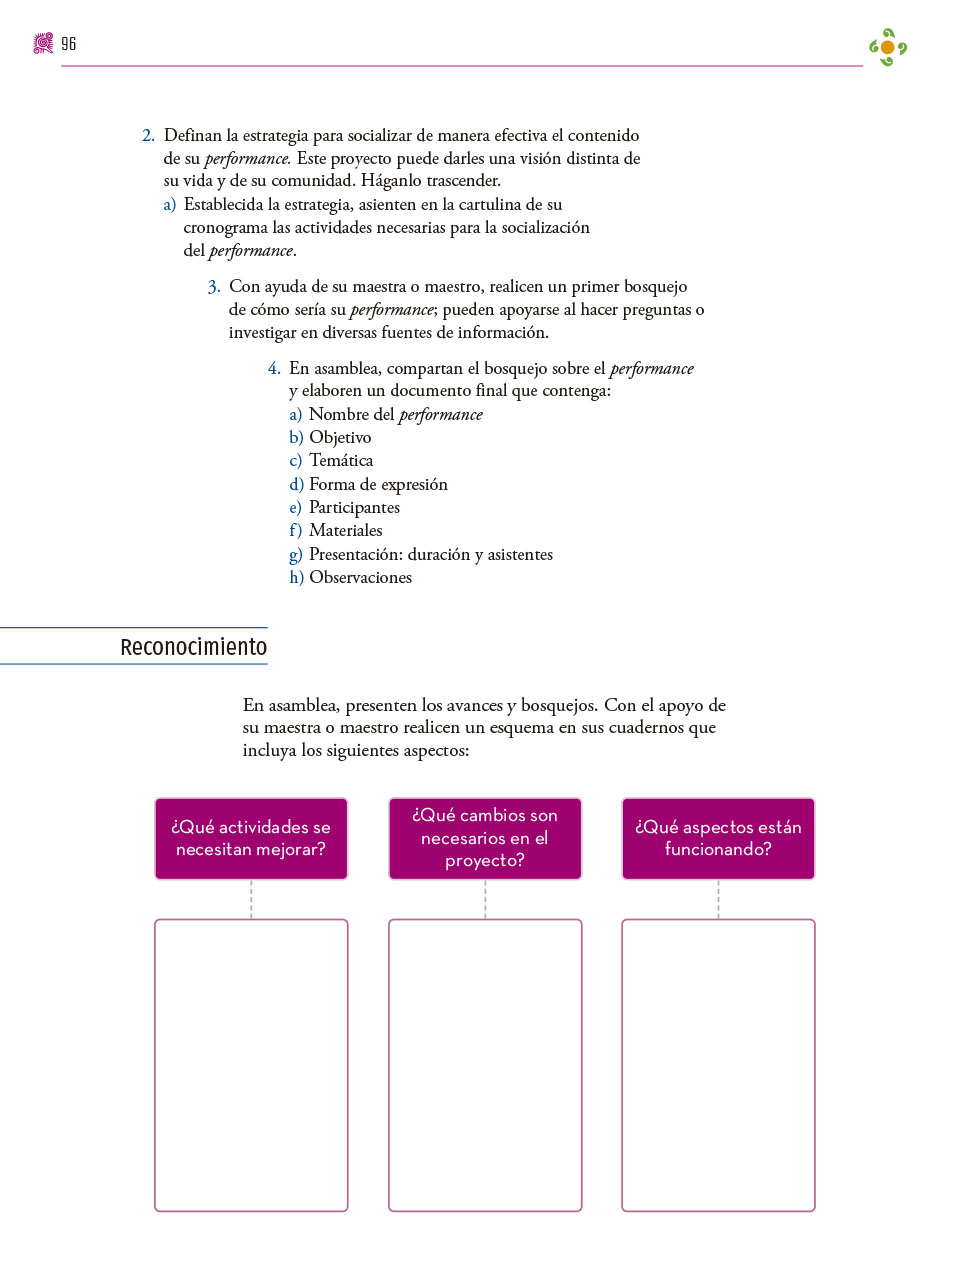 96
2. Definan la estrategia para socializar de manera efectiva el contenido
de su performance. Este proyecto puede darles una visión distinta de
su vida y de su comunidad. Háganlo trascender.
a) Establecida la estrategia, asienten en la cartulina de su
cronograma las actividades necesarias para la socialización
del performance.
3. Con ayuda de su maestra o maestro, realicen un primer bosquejo
de cómo sería su performance; pueden apoyarse al hacer preguntas o
investigar en diversas fuentes de información.
4. En asamblea, compartan el bosquejo sobre el performance
y elaboren un documento final que contenga:
a) Nombre del performance
b) Objetivo
c) Temática
d) Forma de expresión
e) Participantes
f) Materiales
g) Presentación: duración y asistentes
h) Observaciones
Reconocimiento
En asamblea, presenten los avances y bosquejos. Con el apoyo de
su maestra o maestro realicen un esquema en sus cuadernos que
incluya los siguientes aspectos:
¿Qué actividades se
necesitan mejorar?
¿Qué cambios son
necesarios en el
proyecto?
¿Qué aspectos están
funcionando?